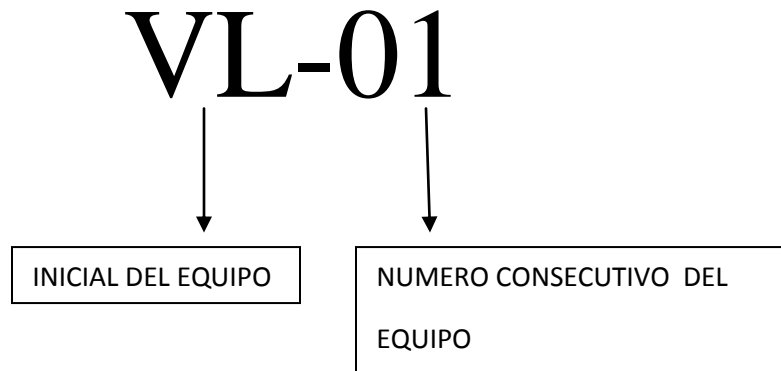 VL-01
INICIAL DEL EQUIPO
NUMERO CONSECUTIVO DEL
EQUIPO